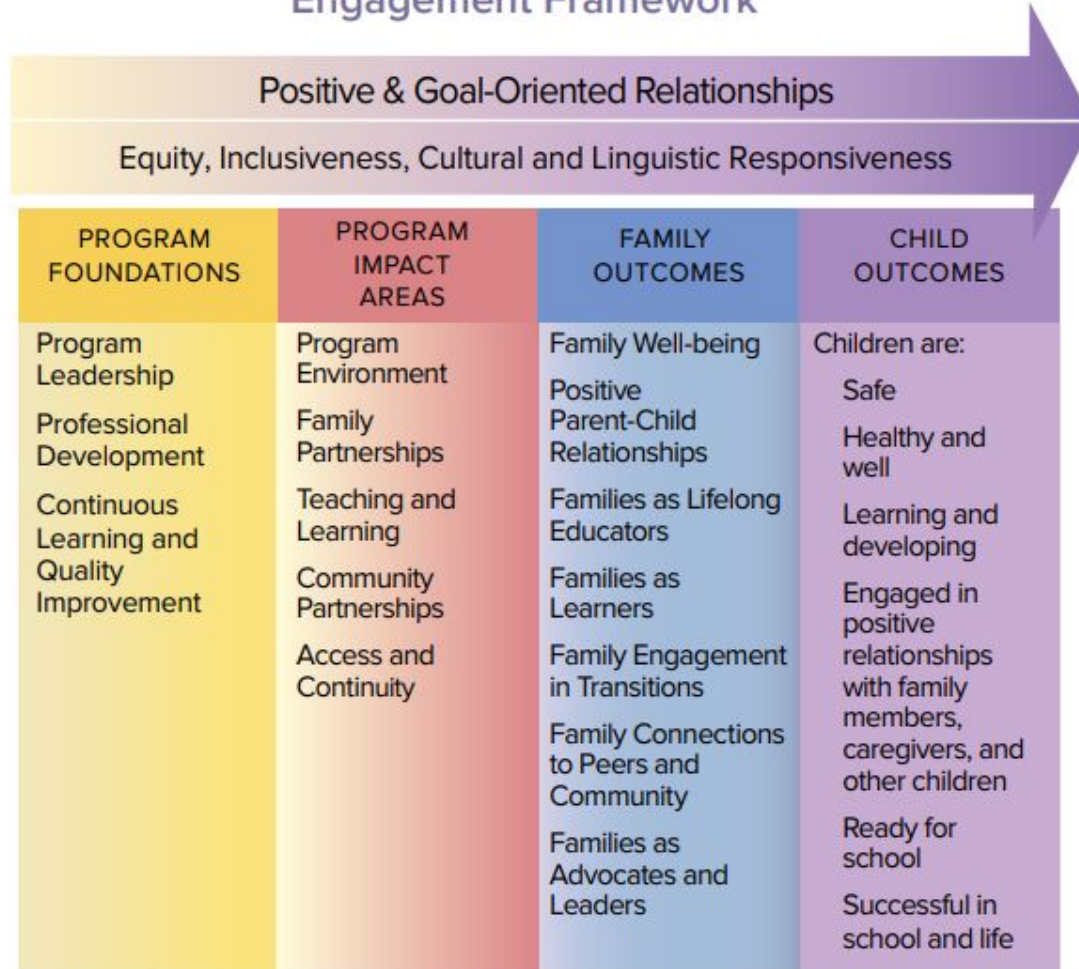 Engagement Framework
Positive & Goal-Oriented Relationships
Equity, Inclusiveness, Cultural and Linguistic Responsiveness
PROGRAM
FOUNDATIONS
Program
Leadership
Professional
Development
Continuous
Learning and
Quality
Improvement
PROGRAM
IMPACT
AREAS
Program
Environment
Family
Partnerships
Teaching and
Learning
Community
Partnerships
Access and
Continuity
FAMILY
OUTCOMES
Family Well-being
Positive
Parent-Child
Relationships
Families as Lifelong
Educators
Families as
Learners
Family Engagement
in Transitions
Family Connections
to Peers and
Community
Families as
Advocates and
Leaders
CHILD
OUTCOMES
Children are:
Safe
Healthy and
well
Learning and
developing
Engaged in
positive
relationships
with family
members,
caregivers, and
other children
Ready for
school
Successful in
school and life